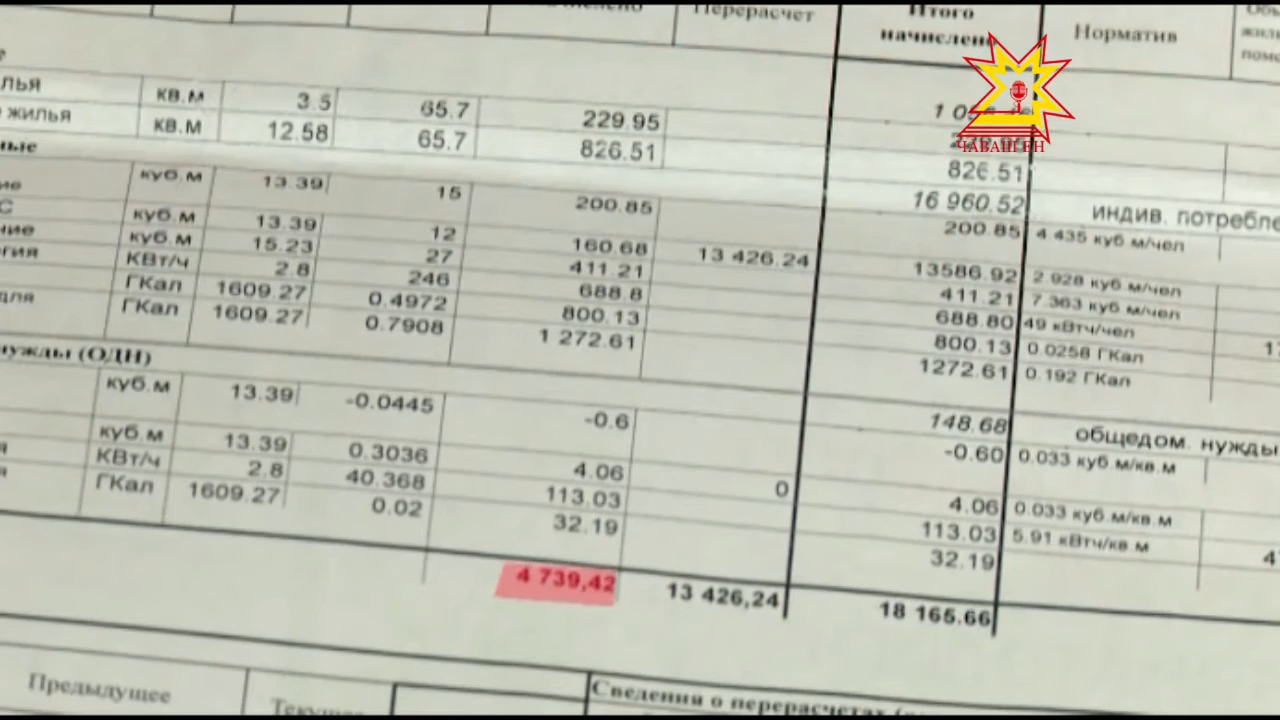 Перерасчет Итого начислено Норматив
кв.м 3.5 65.7 229.95
жилья кв.м 12.58 65.7 826.51 826.51
16 960.52 индив.
куб.м 13.39 15 200.85 200.85 4 435 куб м/чел
куб.м 13.39 12 160.68 13 426.24 13586.92 2 928 куб м/чел
куб.м 15.23 27 411.21 411.21 7 363 куб м/чел
КВт/ч 2.8 246 688.8 688.80 49 кВтч/чел
ГКал 1609.27 0.4972 800.13 800.13 0.0258 ГКал
для ГКал 1609.27 0.7908 1 272.61 1272.61 0.192 ГКал
нужды (ОДН) 148.68 общедом. нужды
куб.м 13.39 -0.0445 -0.6 -0.60 0.033 куб.м/кв.м
куб.м 13.39 0.3036 4.06 0 4.06 0.033 куб.м/кв.м
КВт/ч 2.8 40.368 113.03 113.03 5.91 кВтч/кв.м
ГКал 1609.27 0.02 32.19 32.19
4 739,42 13 426,24 18 165.66
Предыдущее Сведения о перерасчетах
ЧАВАШ ЕН